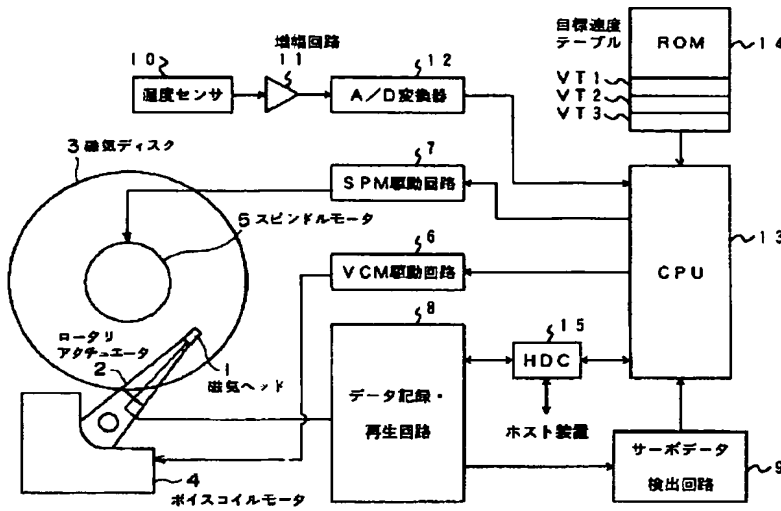 増幅回路
目標速度
テーブル
ROM
14
10
11
12
温度センサ
A/D変換器
VT1
VT2
VT3
3 磁気ディスク
7
SPM駆動回路
5 スピンドルモータ
6
VCM駆動回路
CPU
13
ロータリ
アクチュエータ
2
1
磁気ヘッド
8
データ記録・
再生回路
15
HDC
ホスト装置
サーボデータ
検出回路
9
4
ボイスコイルモータ